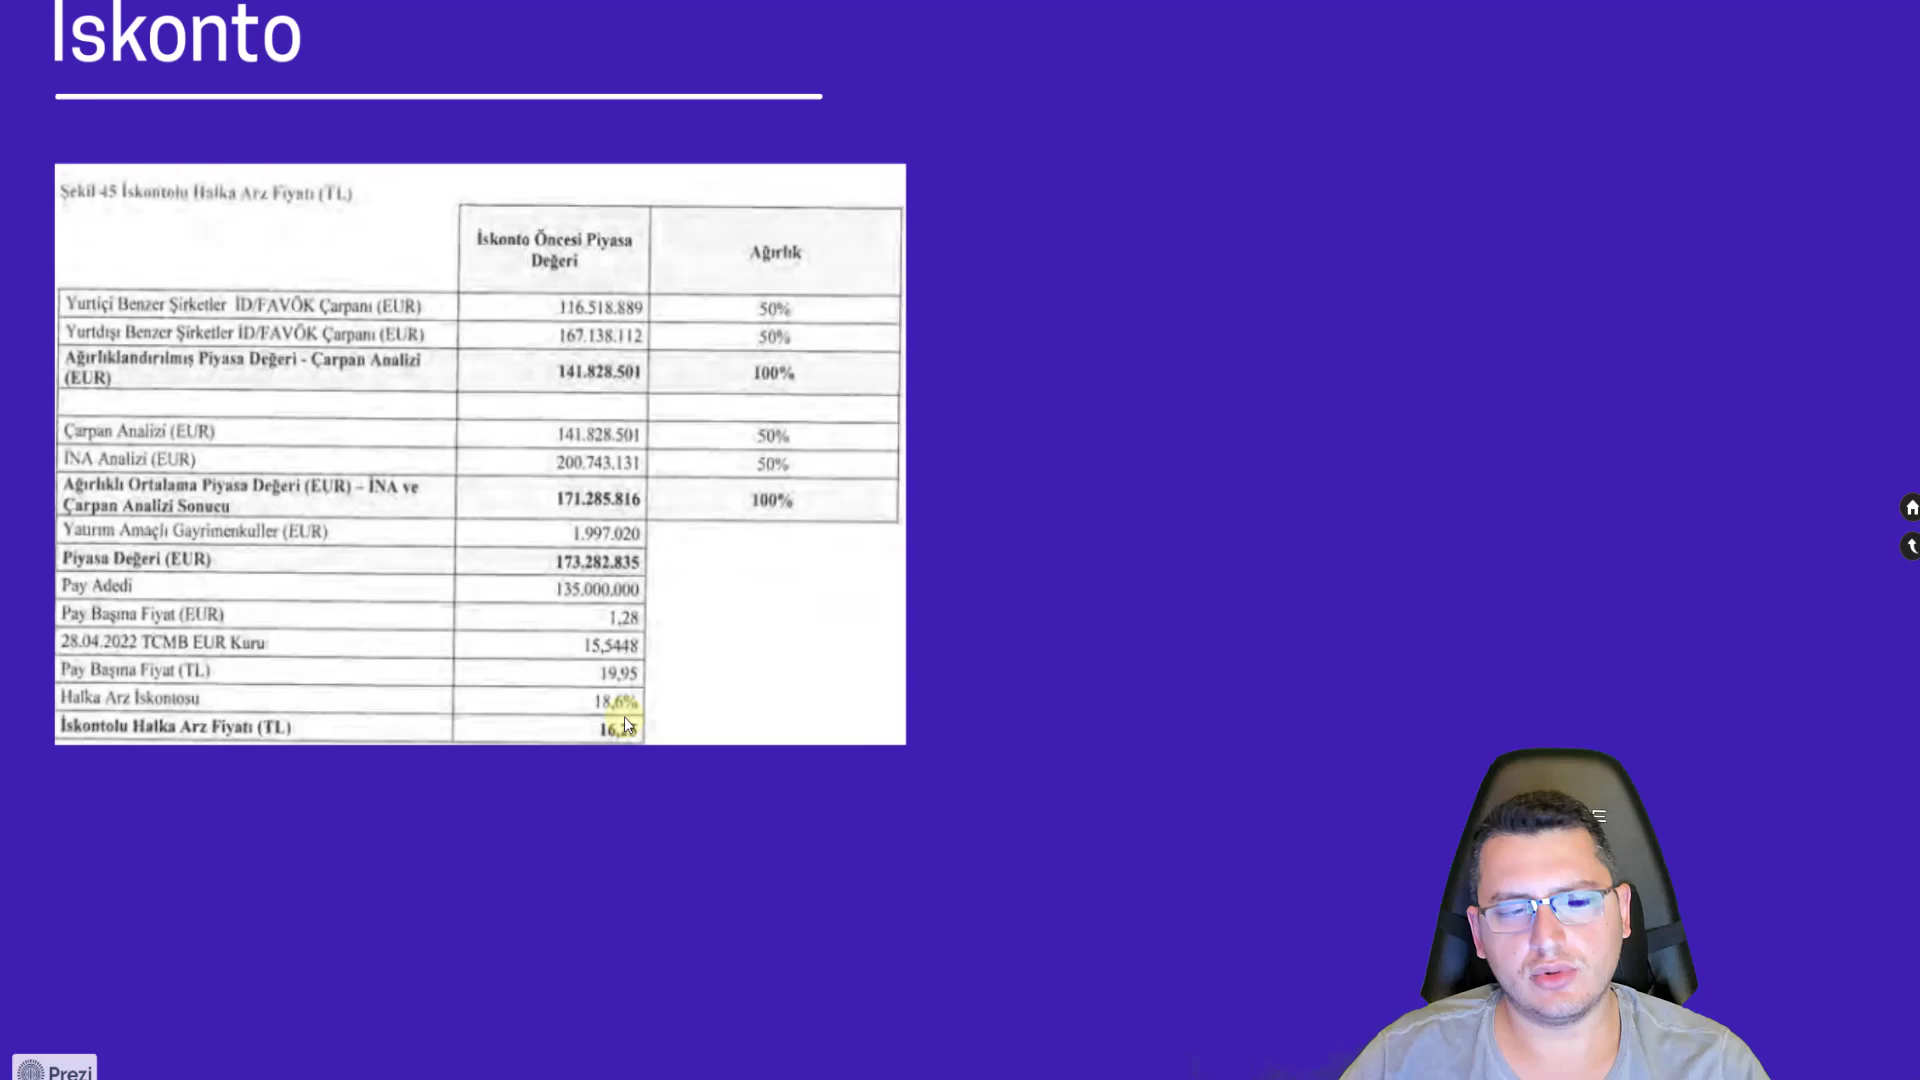 İskonto
Şekil 45 İskontolu Halka Arz Fiyatı (TL)
İskonto Öncesi Piyasa
Değeri
Ağırlık
Yurtiçi Benzer Şirketler İD/FAVÖK Çarpanı (EUR) 116.518.889 50%
Yurtdışı Benzer Şirketler İD/FAVÖK Çarpanı (EUR) 167.138.112 50%
Ağırlıklandırılmış Piyasa Değeri - Çarpan Analizi
(EUR) 141.828.501 100%
Çarpan Analizi (EUR) 141.828.501 50%
İNA Analizi (EUR) 200.743.131 50%
Ağırlıklı Ortalama Piyasa Değeri (EUR) – İNA ve
Çarpan Analizi Sonucu 171.285.816 100%
Yatırım Amaçlı Gayrimenkuller (EUR) 1.997.020
Piyasa Değeri (EUR) 173.282.835
Pay Adedi 135.000.000
Pay Başına Fiyat (EUR) 1,28
28.04.2022 TCMB EUR Kuru 15,5448
Pay Başına Fiyat (TL) 19,95
Halka Arz İskontosu 18,6%
İskontolu Halka Arz Fiyatı (TL)
Prezi